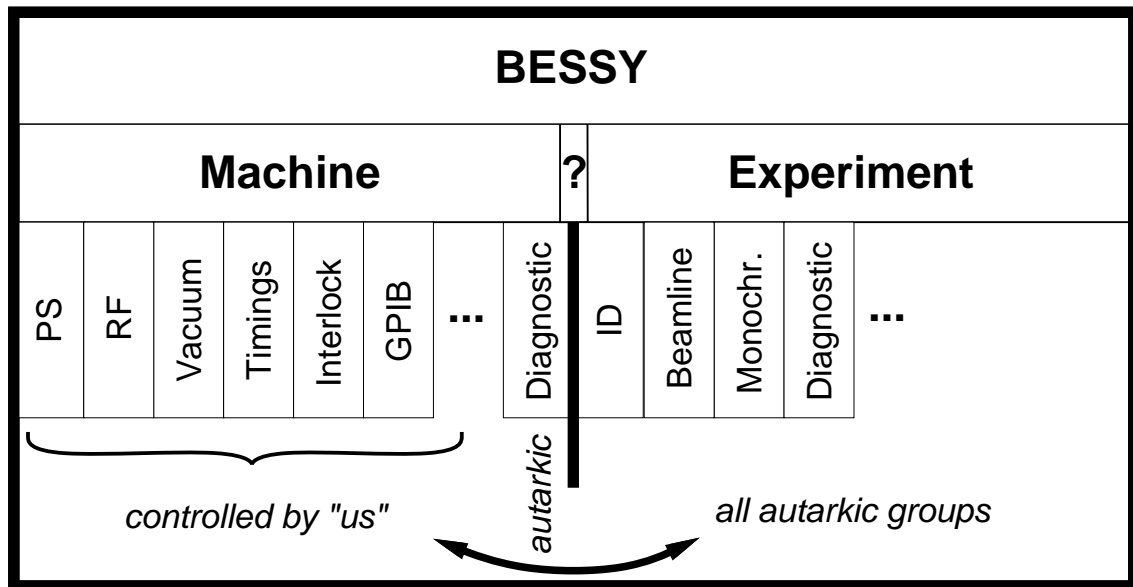 BESSY
Machine
?
Experiment
PS
RF
Vacuum
Timings
Interlock
GPIB
...
Diagnostic
ID
Beamline
Monochr.
Diagnostic
...
controlled by "us"
autarkic
all autarkic groups